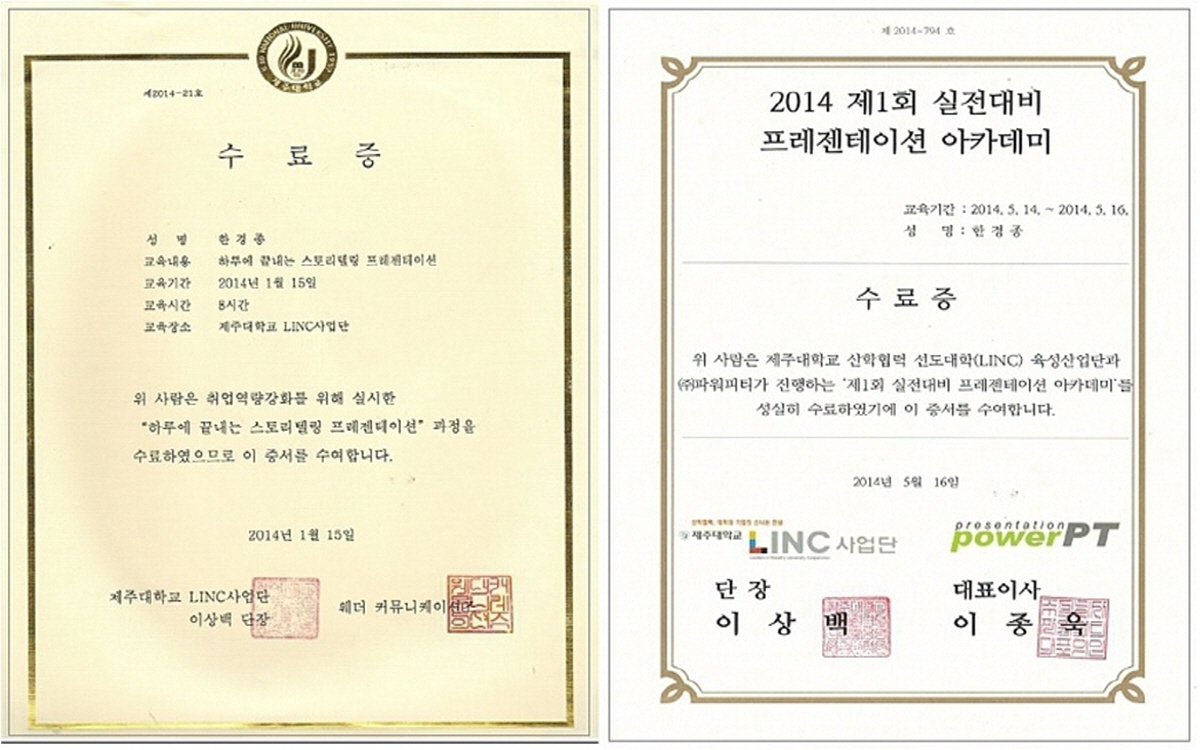 제2014-21호
수 료 증
성 명 한 경 종
교육내용 하루에 끝내는 스토리텔링 프레젠테이션
교육기간 2014년 1월 15일
교육시간 8시간
교육장소 제주대학교 LINC사업단
위 사람은 취업역량강화를 위해 실시한
“하루에 끝내는 스토리텔링 프레젠테이션” 과정을
수료하였으므로 이 증서를 수여합니다.
2014년 1월 15일
제주대학교 LINC사업단
이상백 단장
웨더 커뮤니케이션
제 2014-794 호
2014 제1회 실전대비
프레젠테이션 아카데미
교육기간 : 2014. 5. 14. ~ 2014. 5. 16.
성 명 : 한 경 종
수 료 증
위 사람은 제주대학교 산학협력 선도대학(LINC) 육성산업단과
㈜파워피티가 진행하는 '제1회 실전대비 프레젠테이션 아카데미'를
성실히 수료하였기에 이 증서를 수여합니다.
2014년 5월 16일
제주대학교 LINC 사업단
presentation
powerPT
단 장
이 상 백
대표이사
이 종 욱